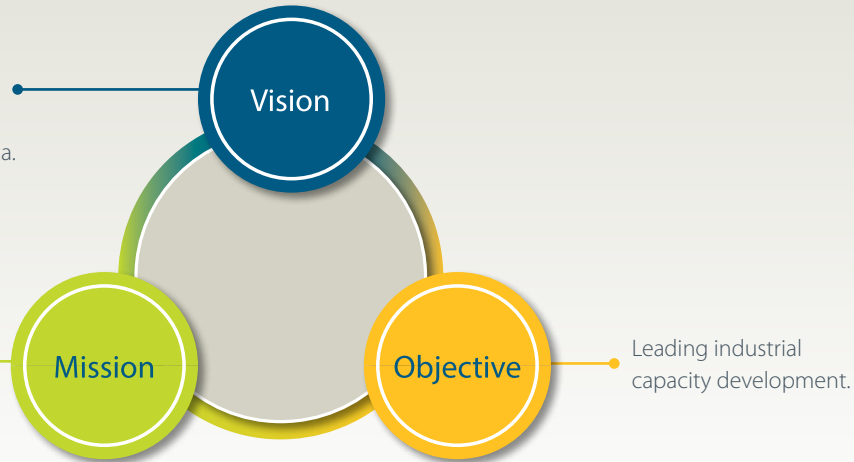 Vision
a.
Mission
Objective
Leading industrial
capacity development.